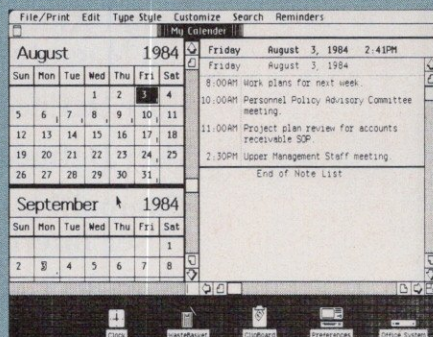 File/Print Edit Type Style Customize Search Reminders
My Calender
August 1984
Sun Mon Tue Wed Thu Fri Sat
1 2 3 4
5 6 7 8 9 10 11
12 13 14 15 16 17 18
19 20 21 22 23 24 25
26 27 28 29 30 31
September 1984
Sun Mon Tue Wed Thu Fri Sat
1
2 3 4 5 6 7 8
Friday August 3, 1984 2:41PM
Friday August 3, 1984
8:00AM Work plans for next week.
10:00AM Personnel Policy Advisory Committee
meeting.
11:00AM Project plan review for accounts
receivable SOP.
2:30PM Upper Management Staff meeting.
End of Note List
Clock WasteBasket Clipboard Preferences Office System